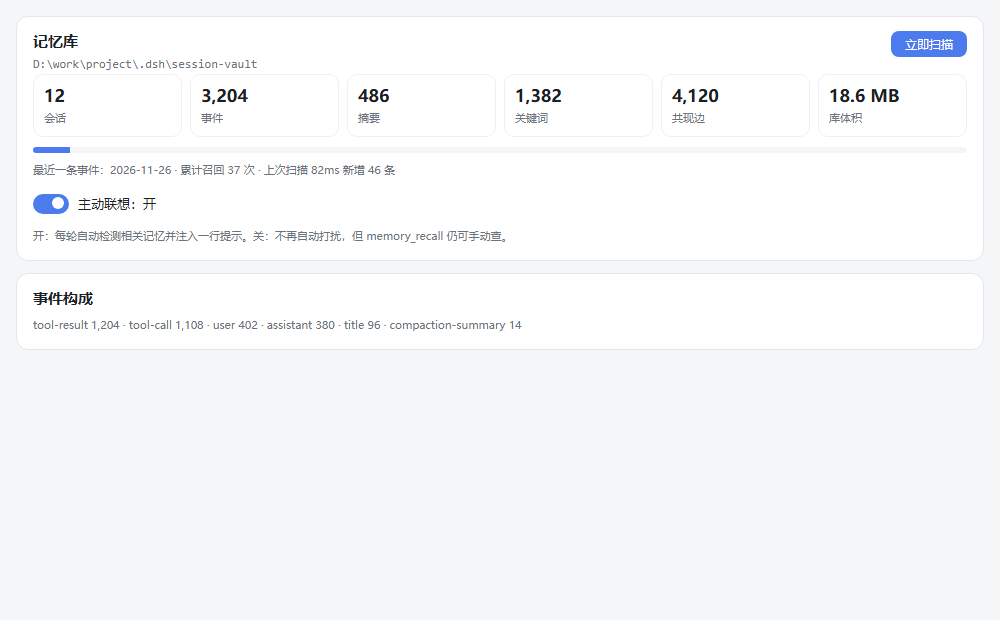 记忆库
立即扫描
D:\work\project\.dsh\session-vault
12
会话
3,204
事件
486
摘要
1,382
关键词
4,120
共现边
18.6 MB
库体积
最近一条事件：2026-11-26 · 累计召回 37 次 · 上次扫描 82ms 新增 46 条
主动联想：开
开：每轮自动检测相关记忆并注入一行提示。关：不再自动打扰，但 memory_recall 仍可手动查。
事件构成
tool-result 1,204 · tool-call 1,108 · user 402 · assistant 380 · title 96 · compaction-summary 14